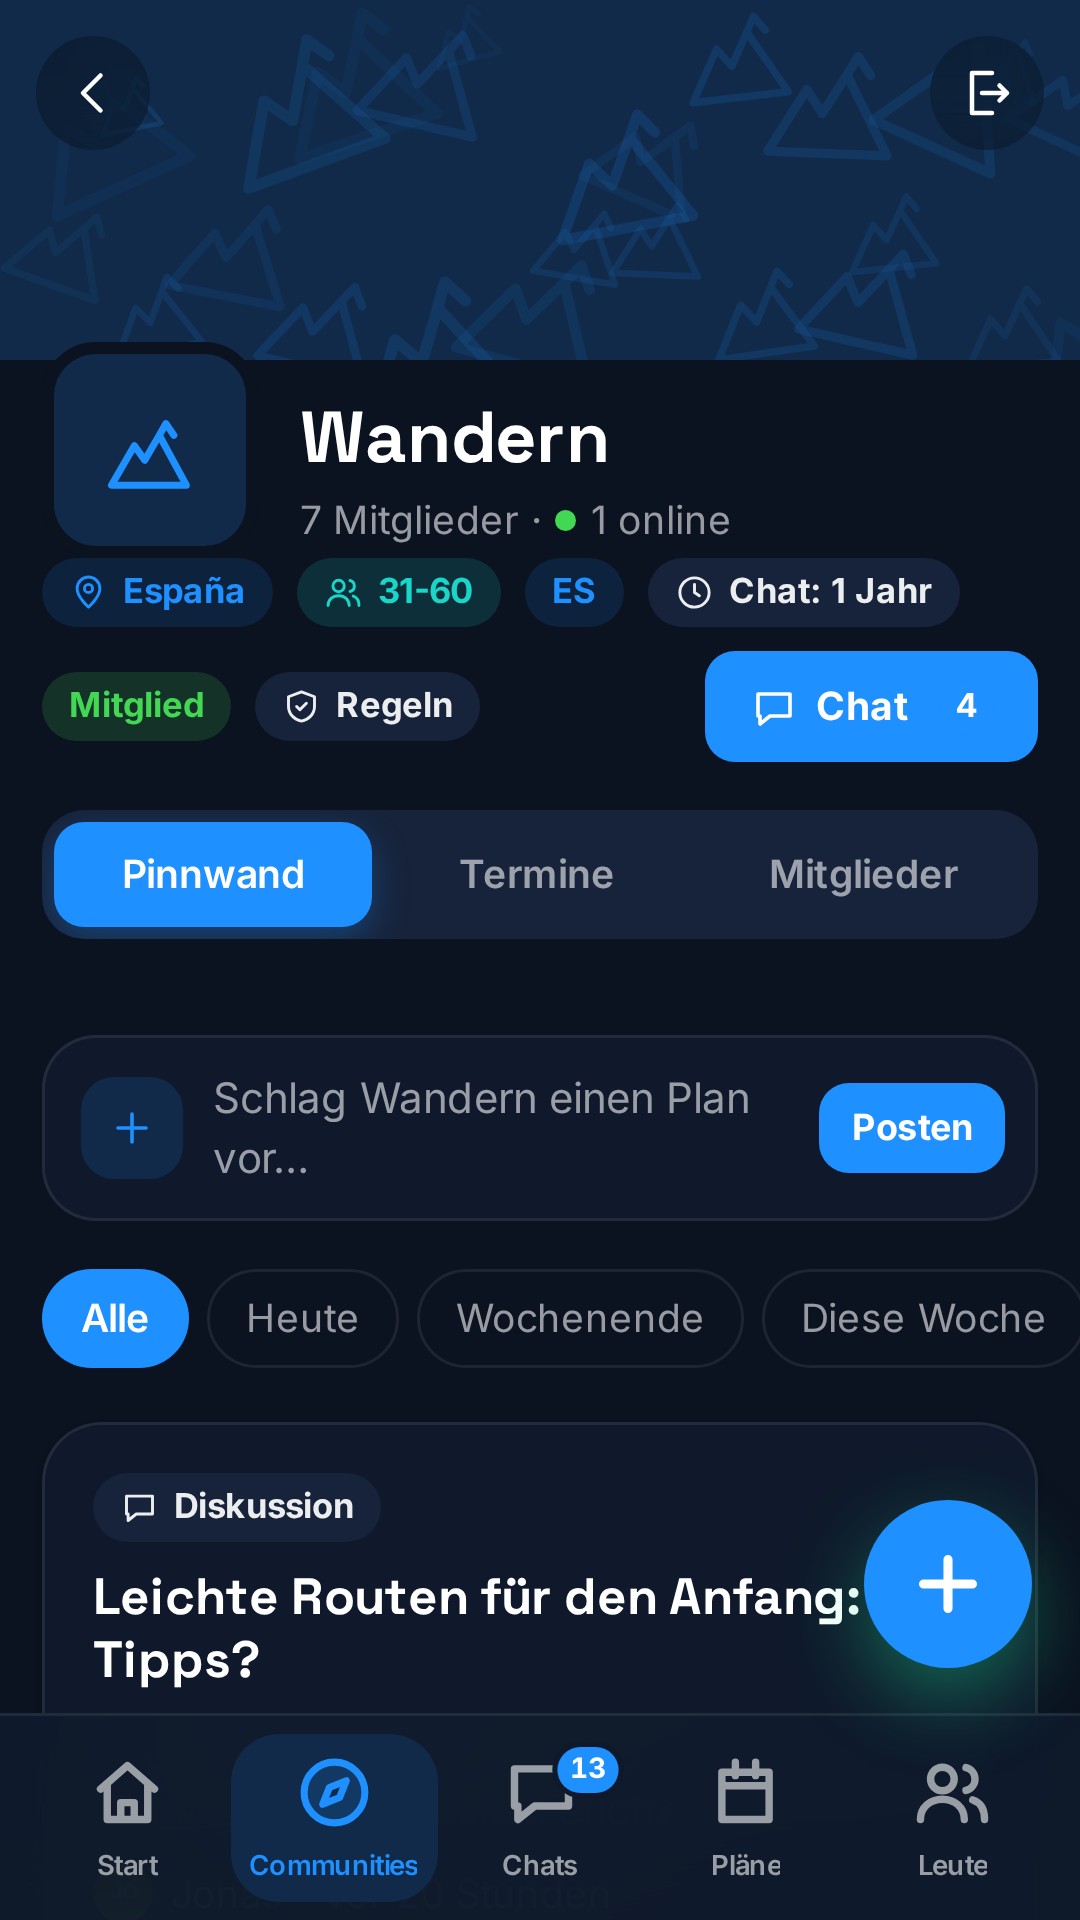 Wandern
7 Mitglieder · 1 online
España
31-60
ES
Chat: 1 Jahr
Mitglied
Regeln
Chat 4
Pinnwand
Termine
Mitglieder
Schlag Wandern einen Plan
vor...
Posten
Alle
Heute
Wochenende
Diese Woche
Diskussion
Leichte Routen für den Anfang:
Tipps?
13
Start
Communities
Chats
Pläne
Leute